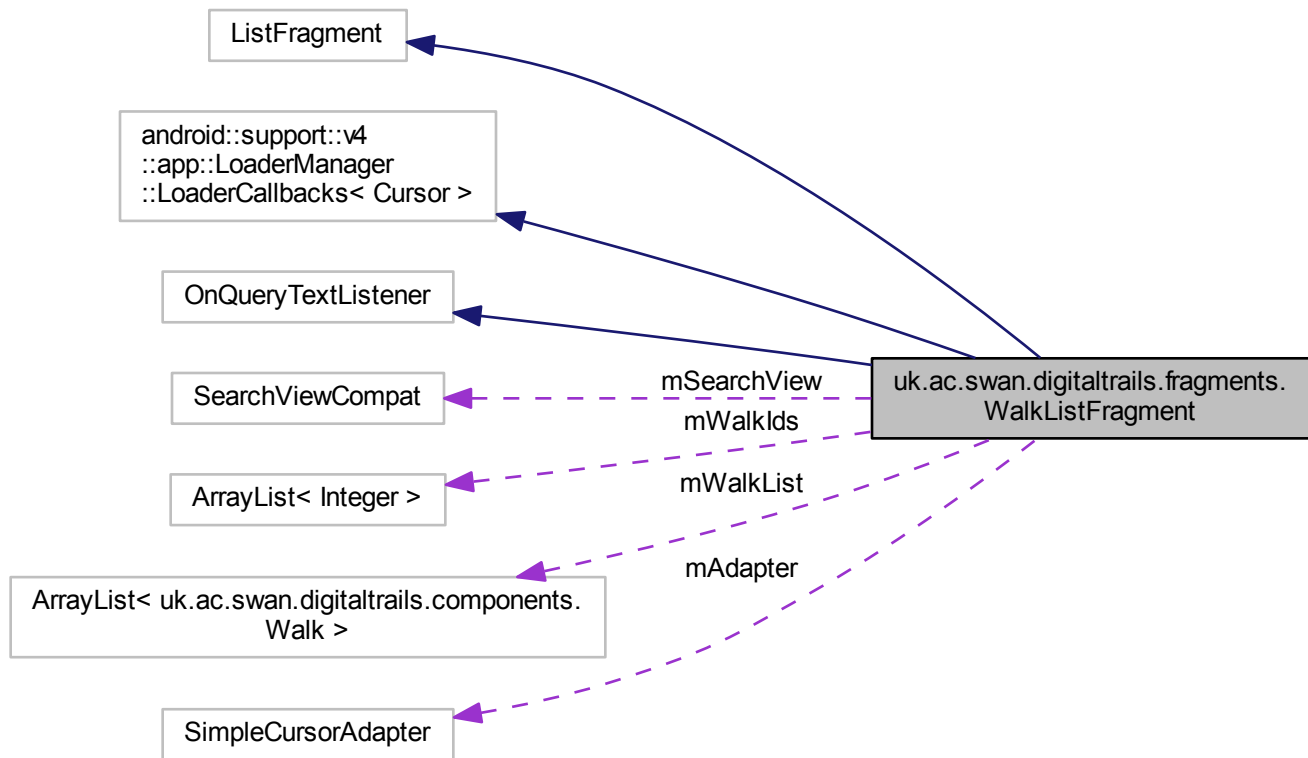 ListFragment
android::support::v4
::app::LoaderManager
::LoaderCallbacks< Cursor >
OnQueryTextListener
SearchViewCompat
ArrayList< Integer >
ArrayList< uk.ac.swan.digitaltrails.components.
Walk >
SimpleCursorAdapter
mSearchView
mWalkIds
mWalkList
mAdapter
uk.ac.swan.digitaltrails.fragments.
WalkListFragment